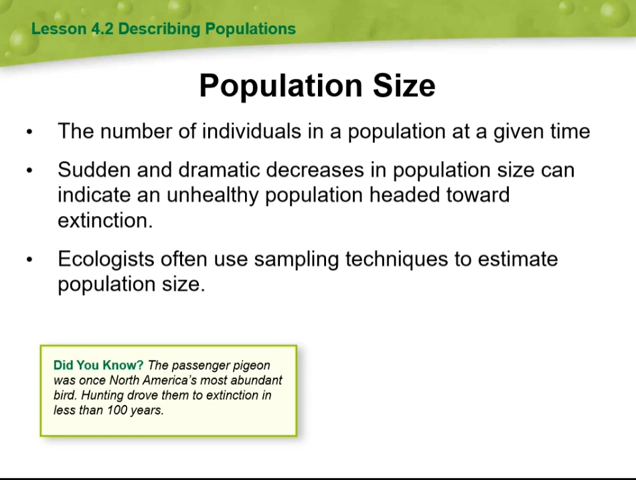 Lesson 4.2 Describing Populations
Population Size
• The number of individuals in a population at a given time
• Sudden and dramatic decreases in population size can
indicate an unhealthy population headed toward
extinction.
• Ecologists often use sampling techniques to estimate
population size.
Did You Know? The passenger pigeon
was once North America's most abundant
bird. Hunting drove them to extinction in
less than 100 years.